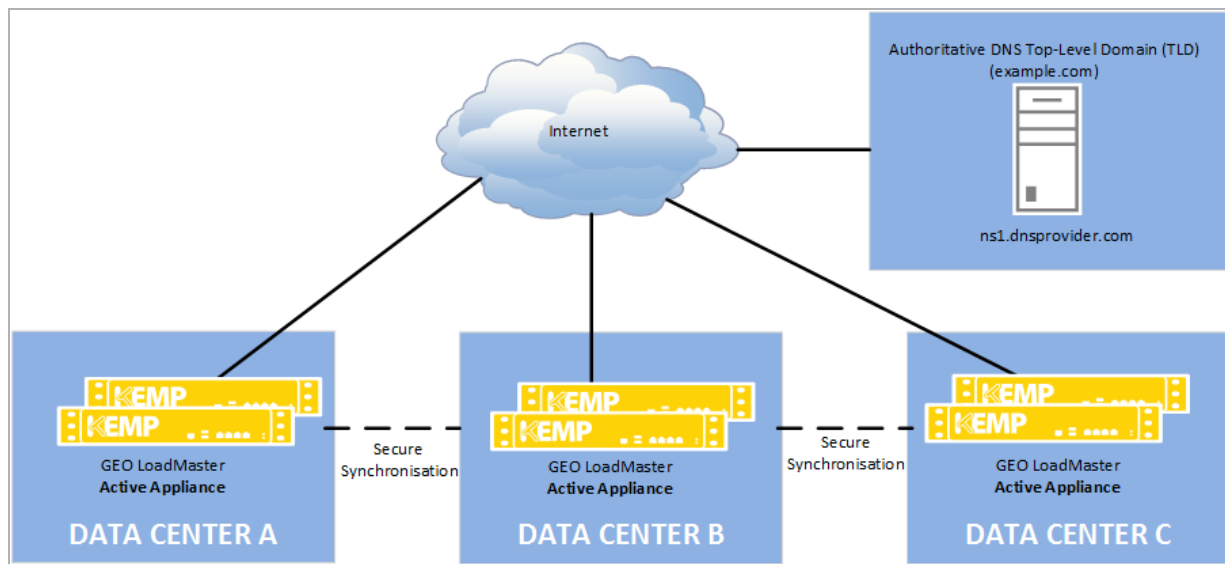 Authoritative DNS Top-Level Domain (TLD)
(example.com)
Internet
ns1.dnsprovider.com
KEMP
KEMP
GEO LoadMaster
Active Appliance
DATA CENTER A
Secure
Synchronisation
KEMP
KEMP
GEO LoadMaster
Active Appliance
DATA CENTER B
Secure
Synchronisation
KEMP
KEMP
GEO LoadMaster
Active Appliance
DATA CENTER C